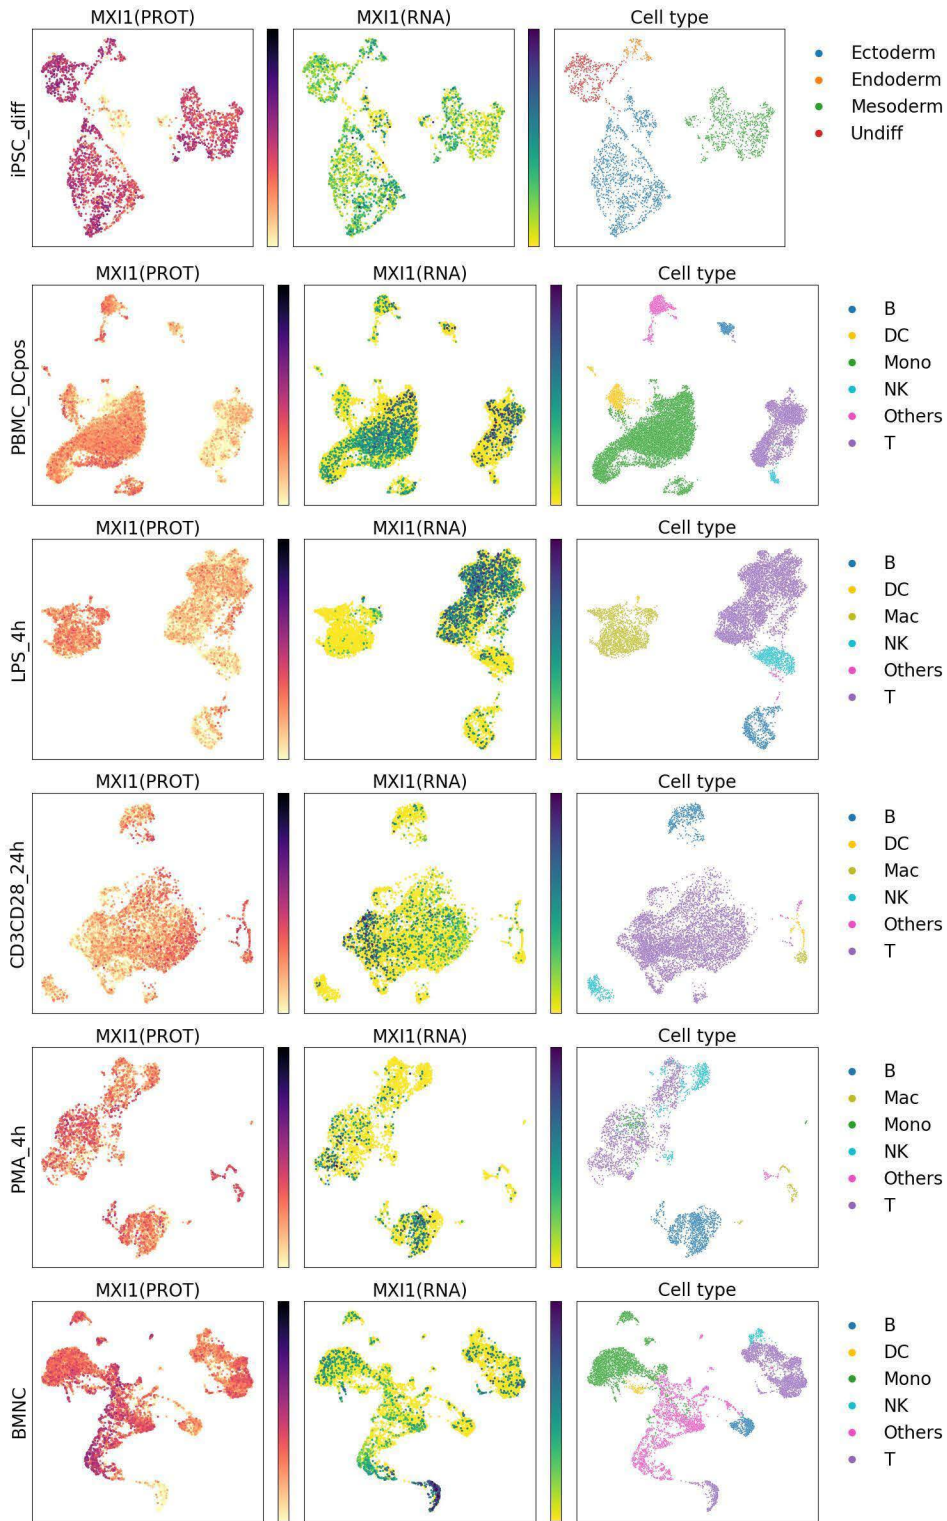 MXI1(PROT) MXI1(RNA) Cell type
iPSC_diff
Ectoderm
Endoderm
Mesoderm
Undiff
MXI1(PROT) MXI1(RNA) Cell type
PBMC_DCpos
B
DC
Mono
NK
Others
T
MXI1(PROT) MXI1(RNA) Cell type
LPS_4h
B
DC
Mac
NK
Others
T
MXI1(PROT) MXI1(RNA) Cell type
CD3CD28_24h
B
DC
Mac
NK
Others
T
MXI1(PROT) MXI1(RNA) Cell type
PMA_4h
B
Mac
Mono
NK
Others
T
MXI1(PROT) MXI1(RNA) Cell type
BMNC
B
DC
Mono
NK
Others
T